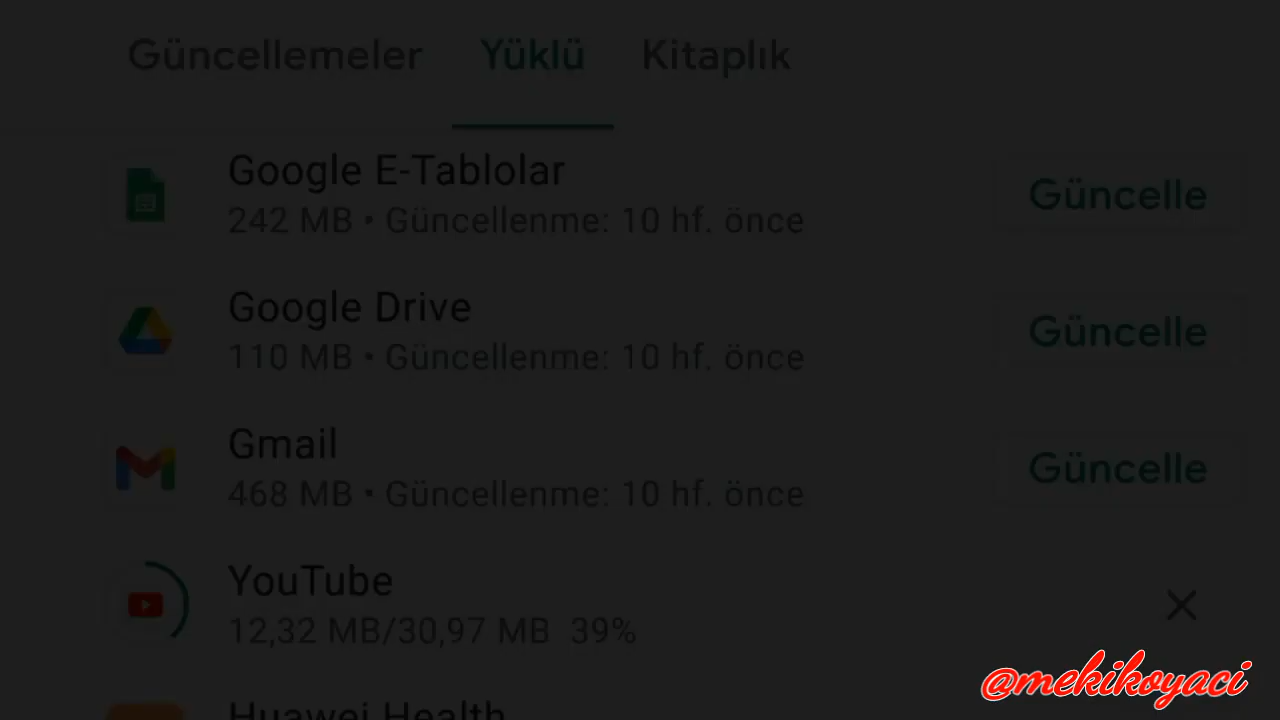 Güncellemeler Yüklü Kitaplık
Google E-Tablolar
242 MB • Güncellenme: 10 hf. önce
Güncelle
Google Drive
110 MB • Güncellenme: 10 hf. önce
Güncelle
Gmail
468 MB • Güncellenme: 10 hf. önce
Güncelle
YouTube
12,32 MB/30,97 MB 39%
Huawei Health
@mekikoyaci